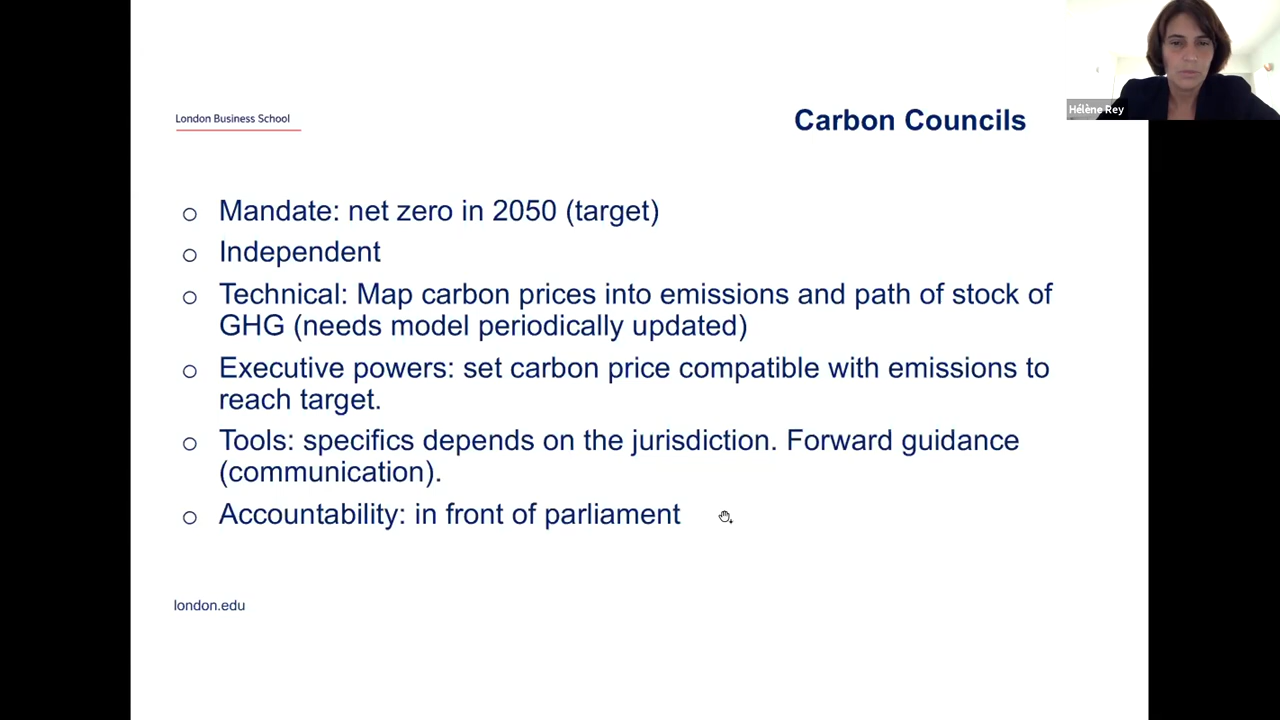 Hélène Rey
London Business School
Carbon Councils
o Mandate: net zero in 2050 (target)
o Independent
o Technical: Map carbon prices into emissions and path of stock of
GHG (needs model periodically updated)
o Executive powers: set carbon price compatible with emissions to
reach target.
o Tools: specifics depends on the jurisdiction. Forward guidance
(communication).
o Accountability: in front of parliament
london.edu